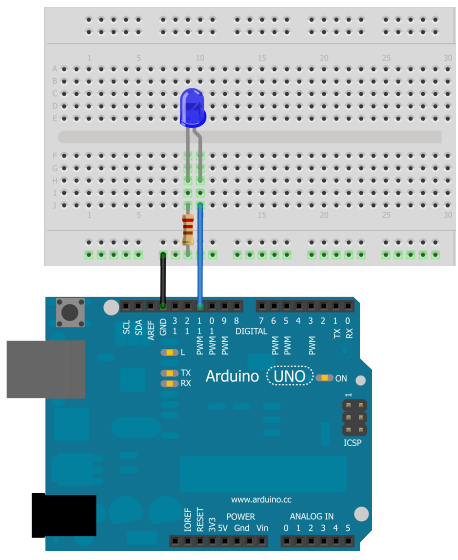 1 5 10 15 20 25 30
A
B
C
D
E
F
G
H
I
J
1 5 10 15 20 25 30
SCL
SDA
AREF
GND
13
12
PWM 11
PWM 10
PWM 9
8
DIGITAL
7
PWM 6
PWM 5
4
PWM 3
2
TX 1
RX 0
L
TX
RX
Arduino UNO
ON
1
ICSP
www.arduino.cc
POWER
ANALOG IN
IOREF
RESET
3V3
5V Gnd Vin
0 1 2 3 4 5